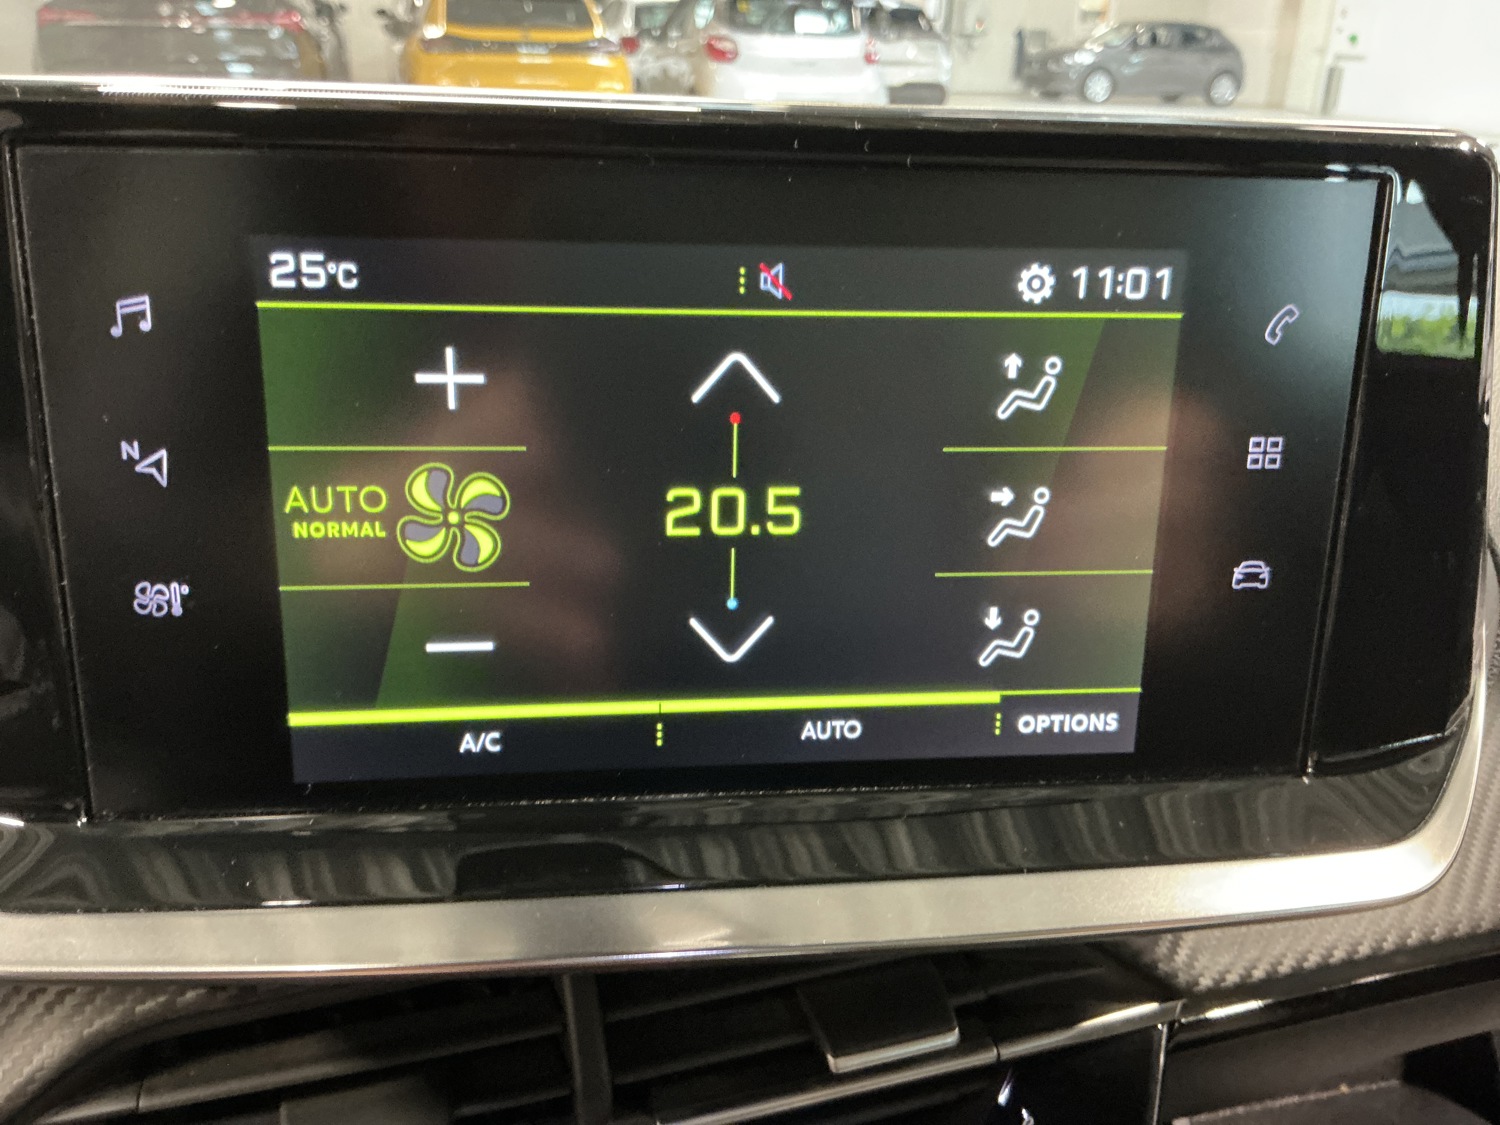 25°C
11:01
N
AUTO
NORMAL
20.5
A/C
AUTO
OPTIONS